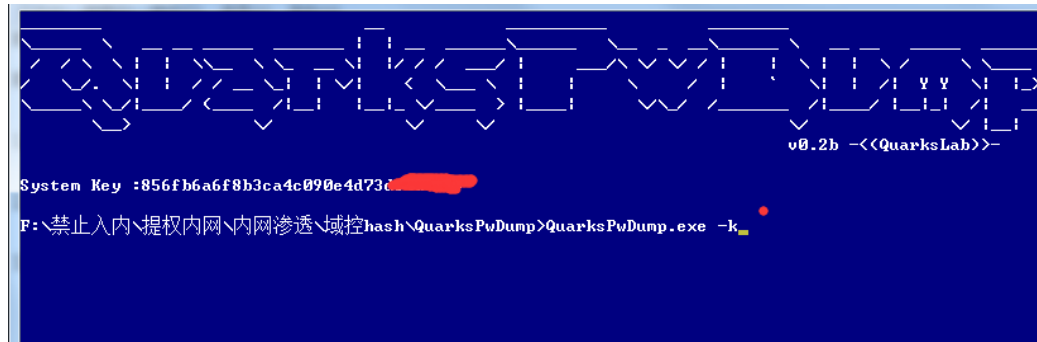 QuarksPwDump
v0.2b -<(QuarksLab)>-
System Key :856fb6a6f8b3ca4c090e4d73d
F:\禁止入内\提权内网\内网渗透\域控hash\QuarksPwDump>QuarksPwDump.exe -k